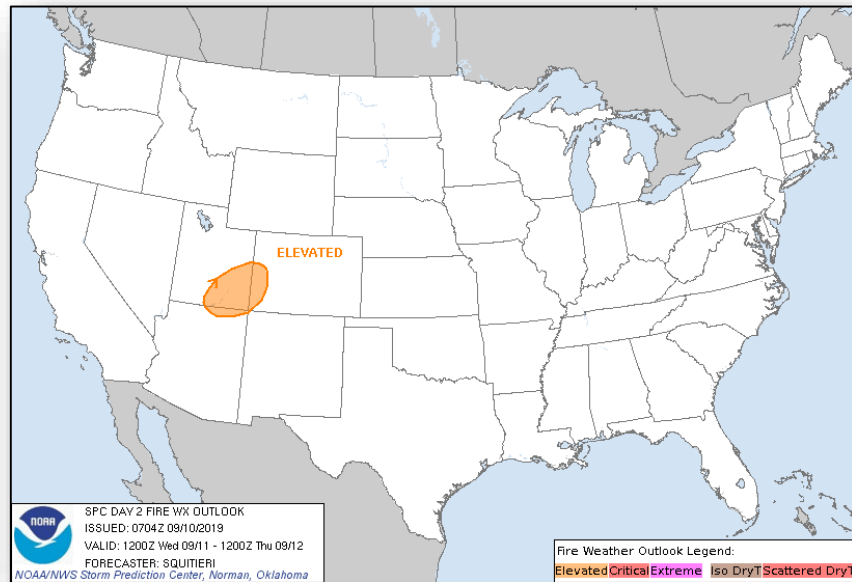 ELEVATED
NOAA
SPC DAY 2 FIRE WX OUTLOOK
ISSUED: 0704Z 09/10/2019
VALID: 1200Z Wed 09/11 - 1200Z Thu 09/12
FORECASTER: SQUITIERI
NOAA/NWS Storm Prediction Center, Norman, Oklahoma
Fire Weather Outlook Legend:
Elevated Critical Extreme Iso DryT Scattered DryT